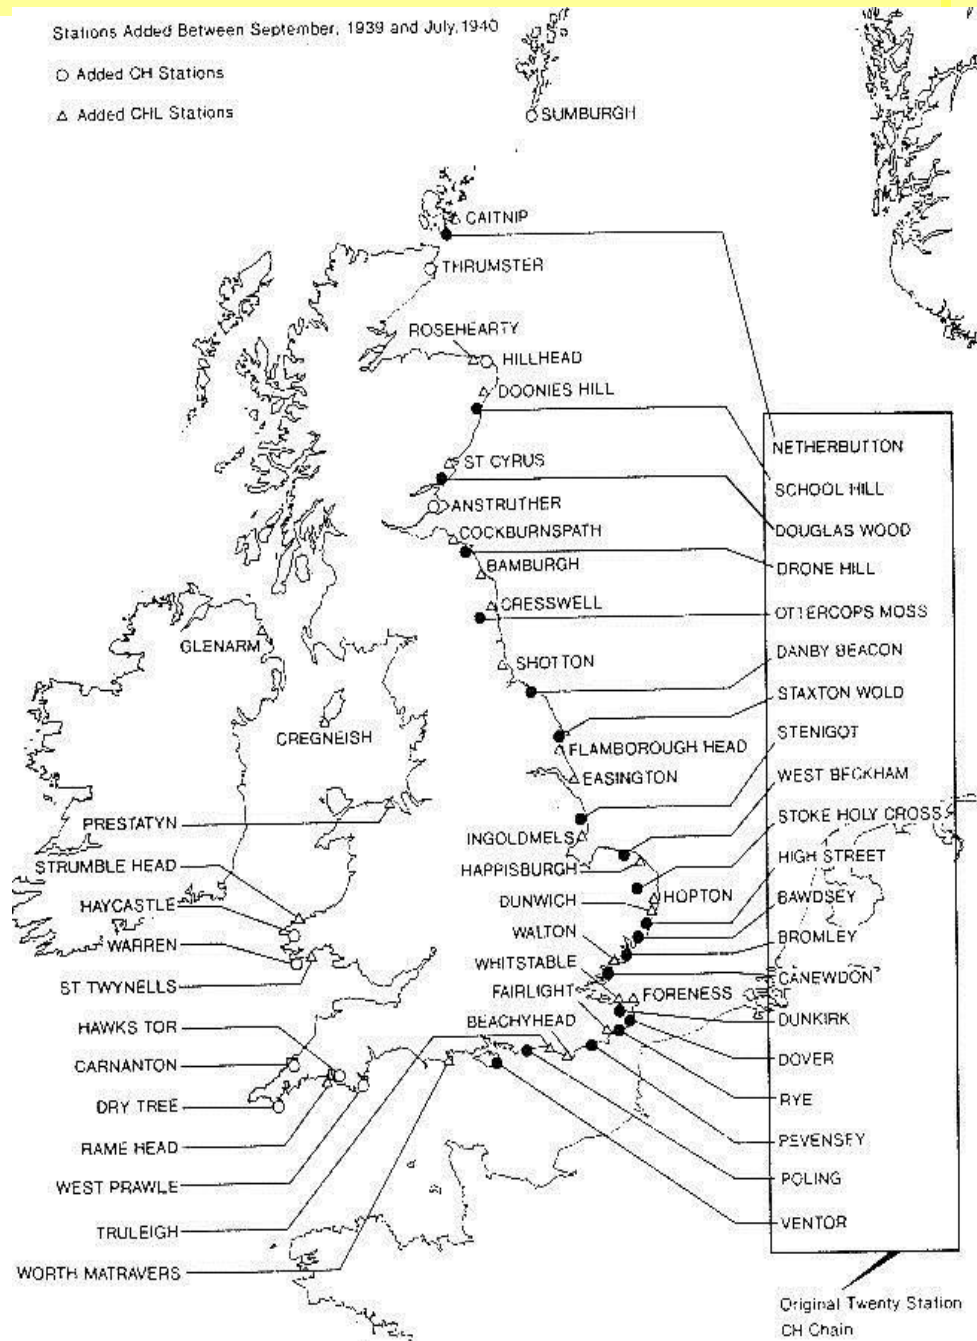 Stations Added Between September, 1939 and July, 1940
Added CH Stations
Added CHL Stations
SUMBURGH
CAITNIP
THRUMSTER
ROSEHEARTY
HILLHEAD
DOONIES HILL
ST CYRUS
ANSTRUTHER
COCKBURNSPATH
BAMBURGH
CRESSWELL
GLENARM
SHOTTON
CREGNEISH
FLAMBOROUGH HEAD
EASINGTON
PRESTATYN
INGOLDMELS
STRUMBLE HEAD
HAPPISBURGH
HAYCASTLE
DUNWICH
HOPTON
WARREN
WALTON
ST TWYNELLS
WHITSTABLE
FAIRLIGHT
FORENESS
HAWKS TOR
BEACHYHEAD
CARNANTON
DRY TREE
RAME HEAD
WEST PRAWLE
TRULEIGH
WORTH MATRAVERS
NETHERBUTTON
SCHOOL HILL
DOUGLAS WOOD
DRONE HILL
OTTERCOPS MOSS
DANBY BEACON
STAXTON WOLD
STENIGOT
WEST BECKHAM
STOKE HOLY CROSS
HIGH STREET
BAWDSEY
BROMLEY
CANEWDON
DUNKIRK
DOVER
RYE
PEVENSEY
POLING
VENTOR
Original Twenty Station
CH Chain